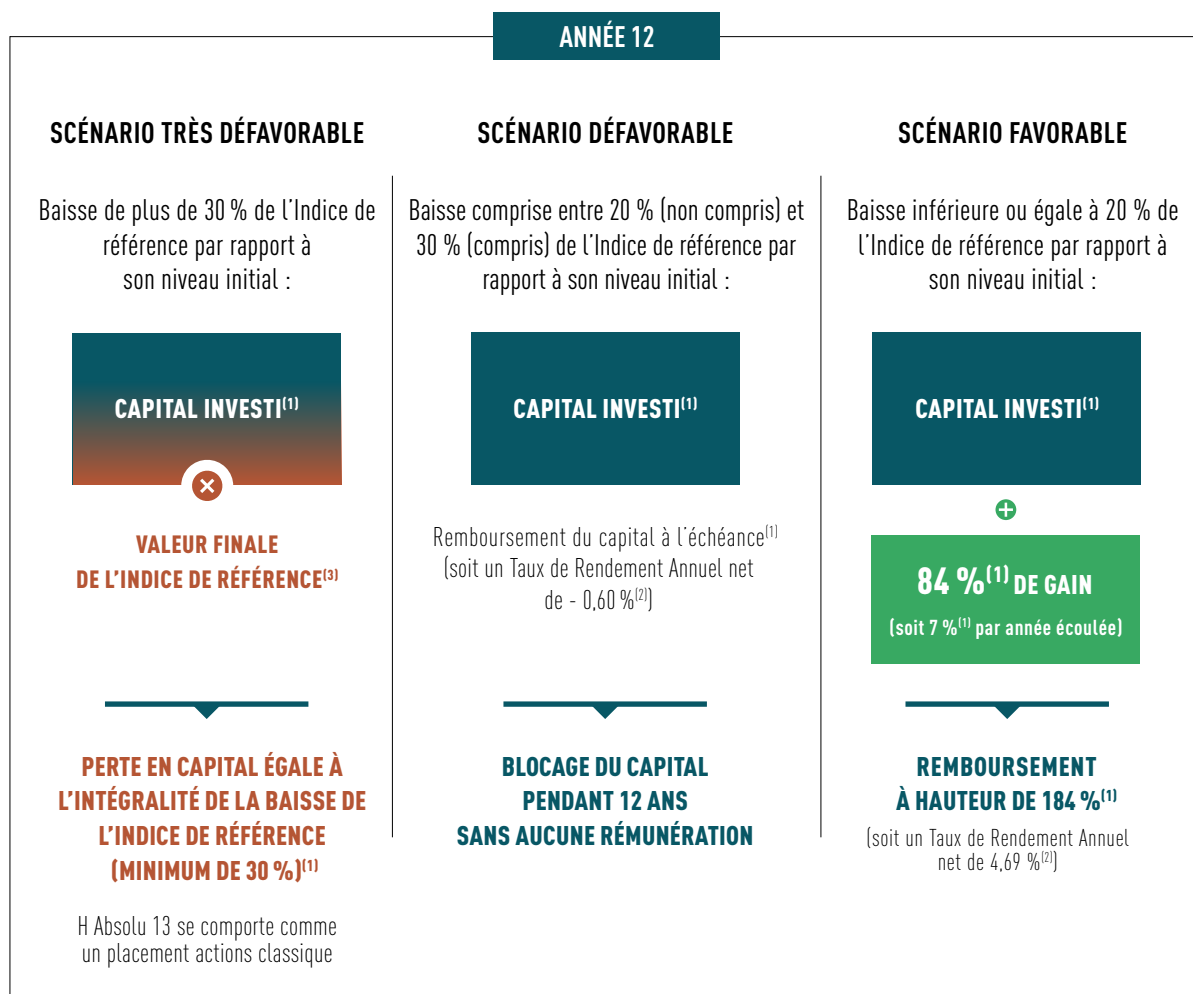 ANNÉE 12
SCÉNARIO TRÈS DÉFAVORABLE
Baisse de plus de 30 % de l’Indice de
référence par rapport à
son niveau initial :
CAPITAL INVESTI(1)
VALEUR FINALE
DE L’INDICE DE RÉFÉRENCE(3)
PERTE EN CAPITAL ÉGALE À
L’INTÉGRALITÉ DE LA BAISSE DE
L’INDICE DE RÉFÉRENCE
(MINIMUM DE 30 %)(1)
H Absolu 13 se comporte comme
un placement actions classique
SCÉNARIO DÉFAVORABLE
Baisse comprise entre 20 % (non compris) et
30 % (compris) de l’Indice de référence par
rapport à son niveau initial :
CAPITAL INVESTI(1)
Remboursement du capital à l’échéance(1)
(soit un Taux de Rendement Annuel net
de - 0,60 %(2))
BLOCAGE DU CAPITAL
PENDANT 12 ANS
SANS AUCUNE RÉMUNÉRATION
SCÉNARIO FAVORABLE
Baisse inférieure ou égale à 20 % de
l’Indice de référence par rapport à
son niveau initial :
CAPITAL INVESTI(1)
84 %(1) DE GAIN
(soit 7 %(1) par année écoulée)
REMBOURSEMENT
À HAUTEUR DE 184 %(1)
(soit un Taux de Rendement Annuel
net de 4,69 %(2))